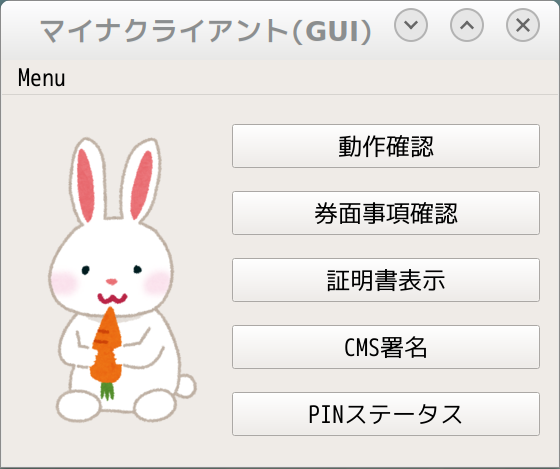 マイナクライアント(GUI)
Menu
動作確認
券面事項確認
証明書表示
CMS署名
PINステータス